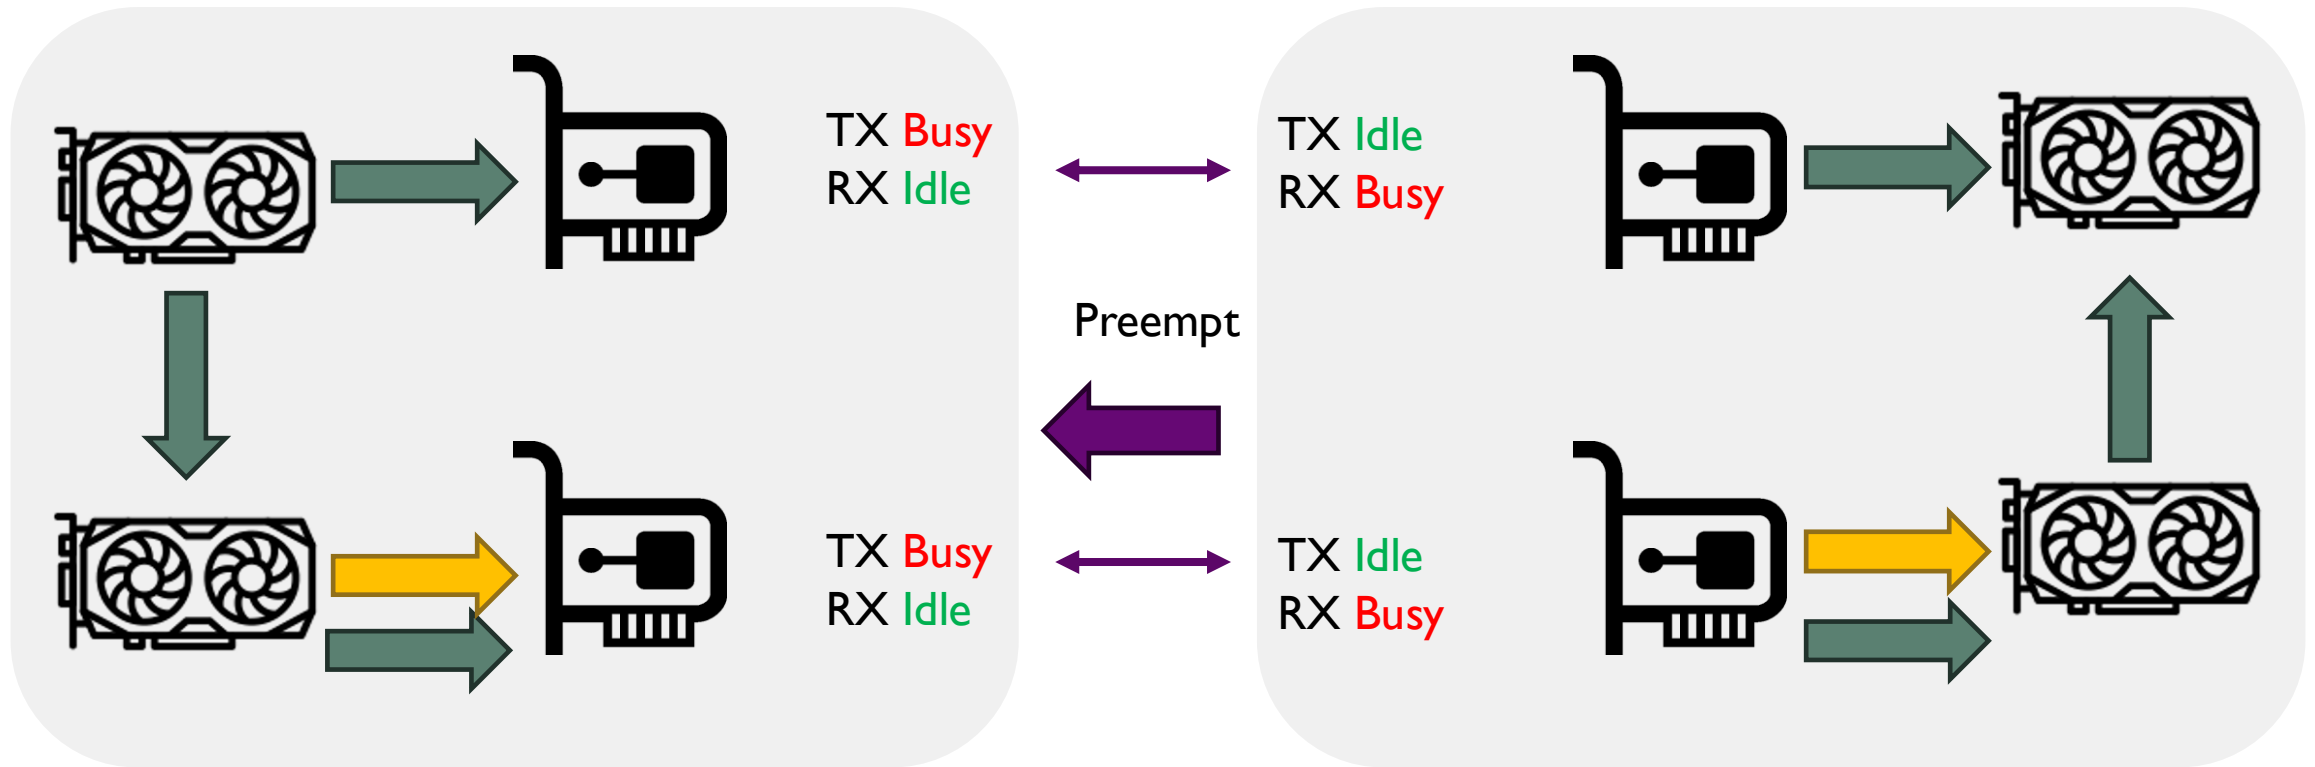 TX Busy
RX Idle
TX Idle
RX Busy
Preempt
TX Busy
RX Idle
TX Idle
RX Busy